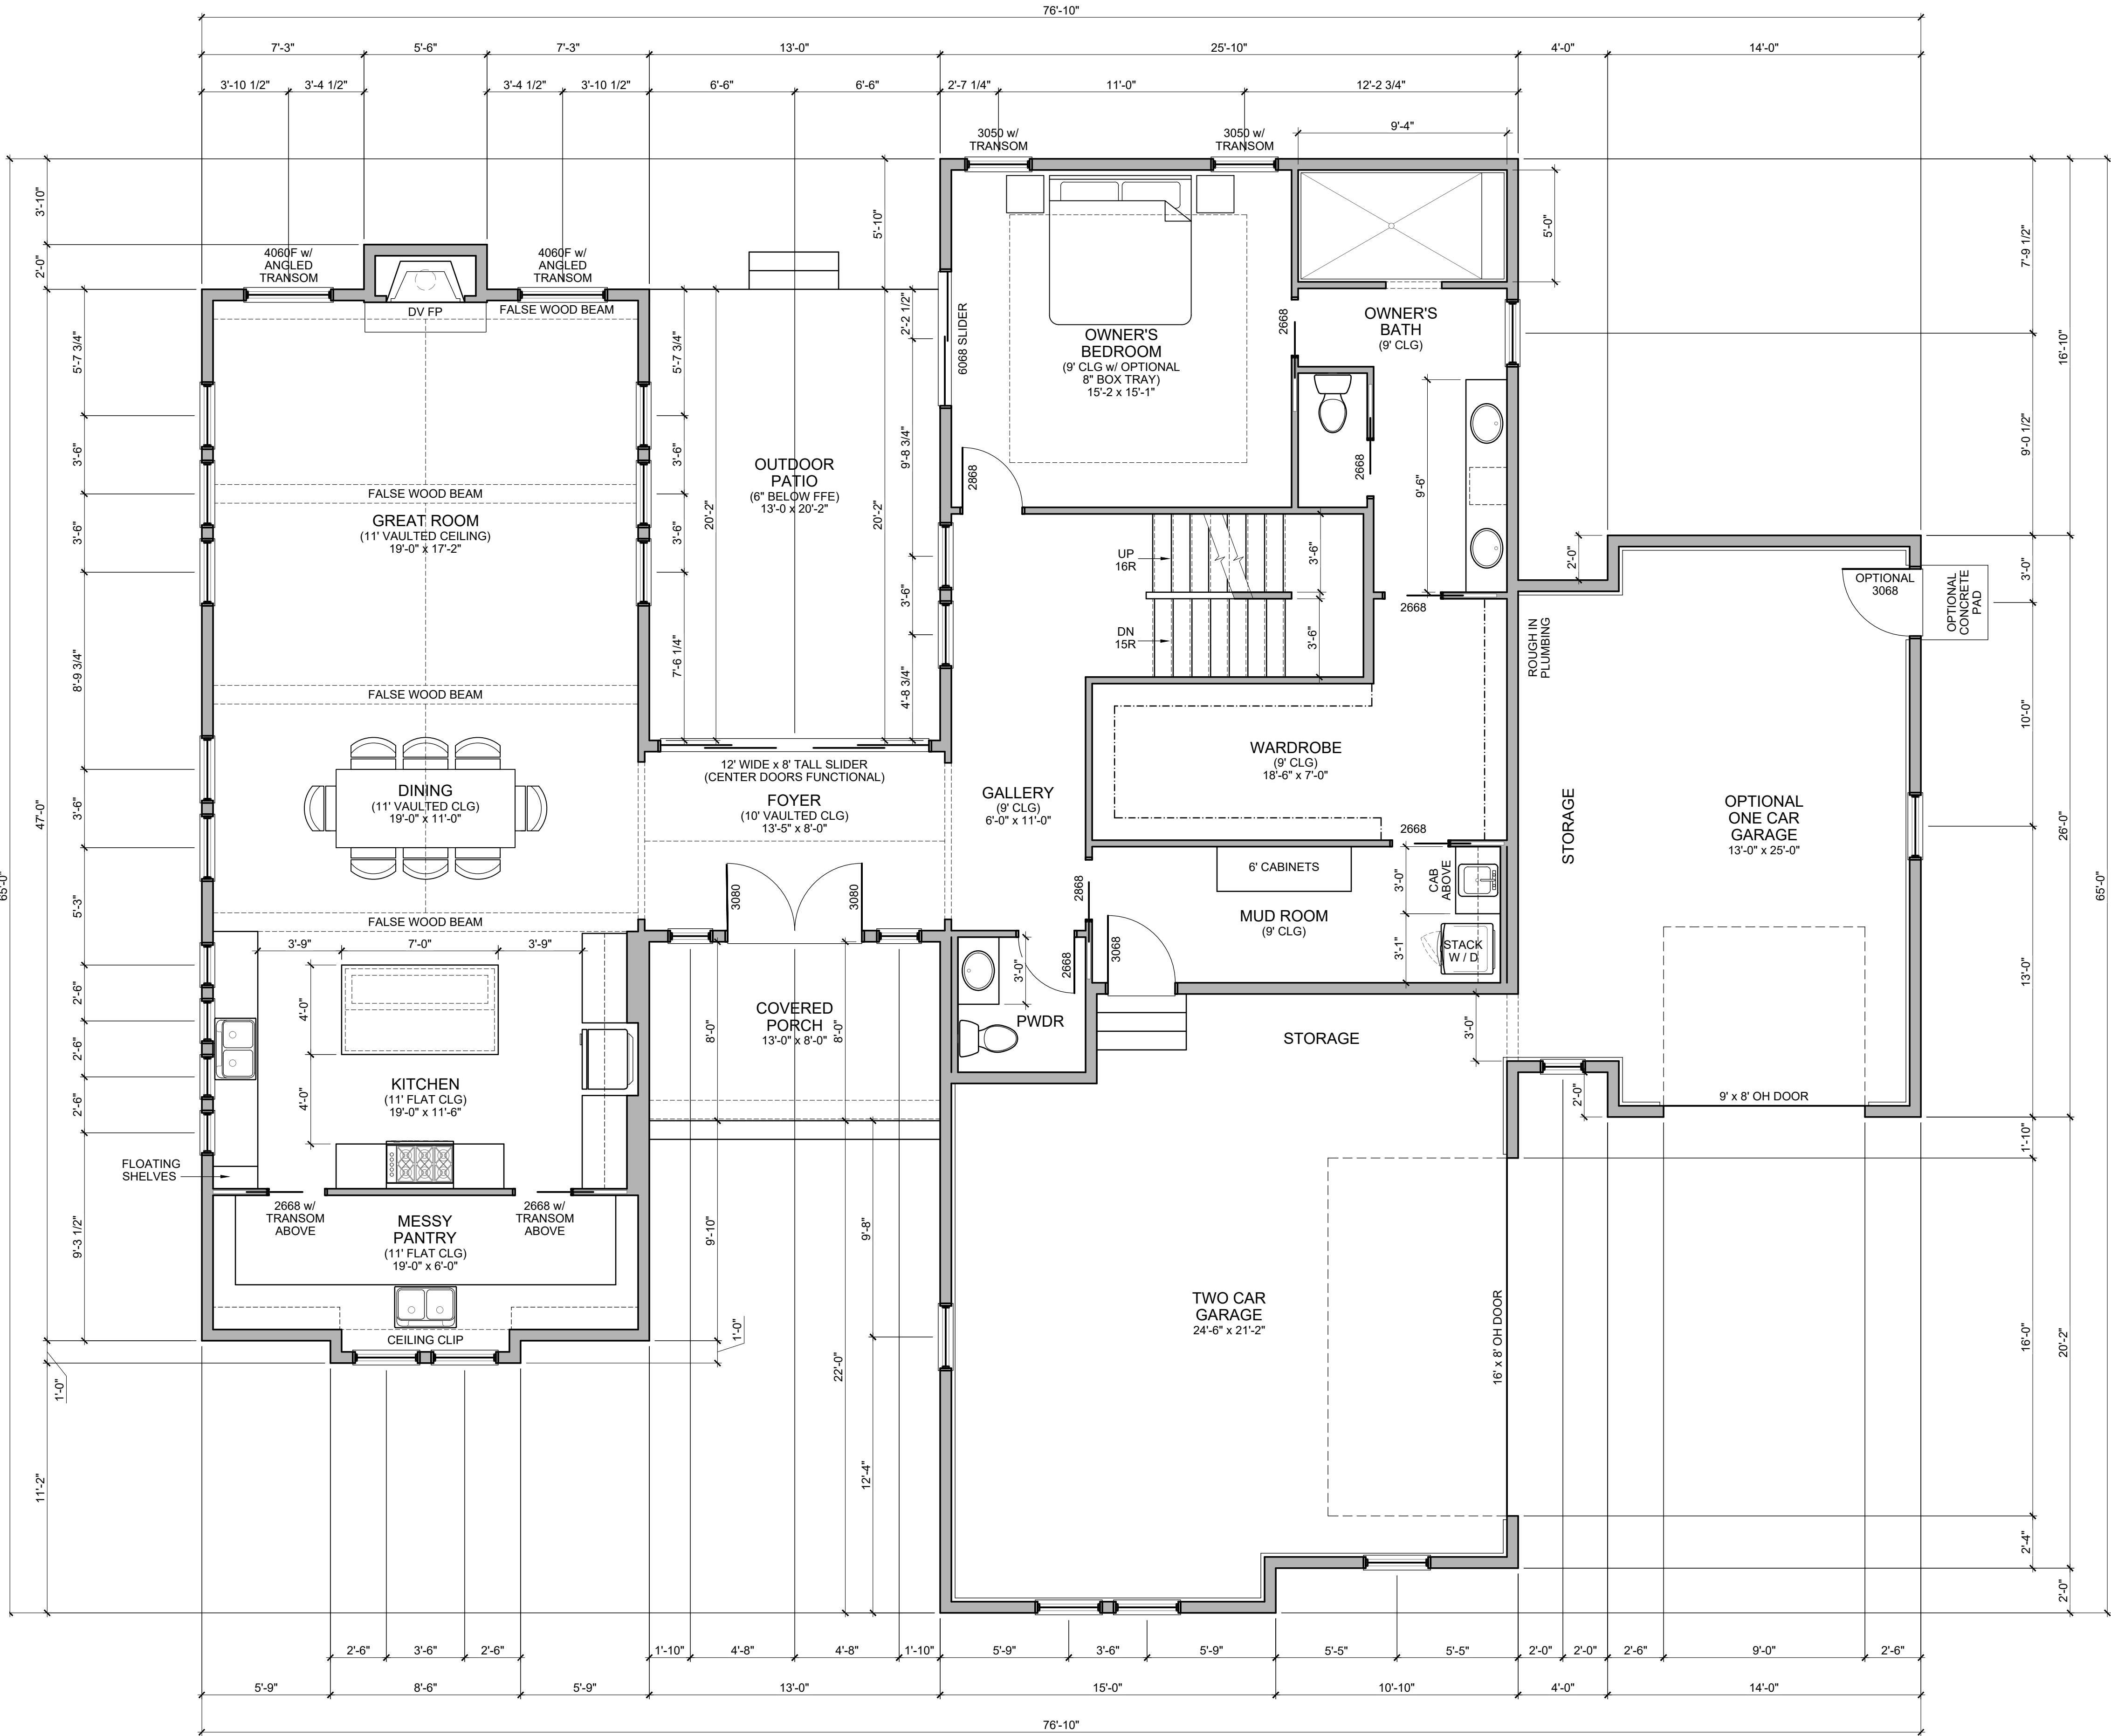 76'-10"
7'-3"
5'-6"
7'-3"
13'-0"
25'-10"
4'-0"
14'-0"
3'-10 1/2"
3'-4 1/2"
3'-4 1/2"
3'-10 1/2"
6'-6"
6'-6"
2'-7 1/4"
11'-0"
12'-2 3/4"
3050 w/
TRANSOM
3050 w/
TRANSOM
9'-4"
3'-10"
2'-0"
65'-0"
47'-0"
11'-2"
1'-0"
5'-7 3/4"
3'-6"
3'-6"
8'-9 3/4"
3'-6"
5'-3"
2'-6"
2'-6"
2'-6"
9'-3 1/2"
4060F w/
ANGLED
TRANSOM
4060F w/
ANGLED
TRANSOM
DV FP
FALSE WOOD BEAM
FALSE WOOD BEAM
GREAT ROOM
(11' VAULTED CEILING)
19'-0" x 17'-2"
FALSE WOOD BEAM
DINING
(11' VAULTED CLG)
19'-0" x 11'-0"
FALSE WOOD BEAM
3'-9"
7'-0"
3'-9"
4'-0"
4'-0"
KITCHEN
(11' FLAT CLG)
19'-0" x 11'-6"
FLOATING
SHELVES
2668 w/
TRANSOM
ABOVE
2668 w/
TRANSOM
ABOVE
MESSY
PANTRY
(11' FLAT CLG)
19'-0" x 6'-0"
CEILING CLIP
5'-7 3/4"
3'-6"
3'-6"
7'-6 1/4"
20'-2"
OUTDOOR
PATIO
(6" BELOW FFE)
13'-0 x 20'-2"
20'-2"
5'-10"
2'-2 1/2"
9'-8 3/4"
3'-6"
4'-8 3/4"
6068 SLIDER
12' WIDE x 8' TALL SLIDER
(CENTER DOORS FUNCTIONAL)
FOYER
(10' VAULTED CLG)
13'-5" x 8'-0"
3080
3080
COVERED
PORCH
13'-0" x 8'-0"
8'-0"
8'-0"
9'-10"
1'-0"
9'-8"
22'-0"
12'-4"
OWNER'S
BEDROOM
(9' CLG w/ OPTIONAL
8" BOX TRAY)
15'-2 x 15'-1"
2868
2668
OWNER'S
BATH
(9' CLG)
5'-0"
2668
9'-6"
2668
UP
16R
DN
15R
3'-6"
3'-6"
GALLERY
(9' CLG)
6'-0" x 11'-0"
WARDROBE
(9' CLG)
18'-6" x 7'-0"
2668
6' CABINETS
3'-0"
CAB
ABOVE
MUD ROOM
(9' CLG)
3'-1"
STACK
W / D
2868
3068
2668
3'-0"
PWDR
STORAGE
3'-0"
ROUGH IN
PLUMBING
STORAGE
OPTIONAL
3068
OPTIONAL
CONCRETE
PAD
OPTIONAL
ONE CAR
GARAGE
13'-0" x 25'-0"
9' x 8' OH DOOR
2'-0"
2'-0"
TWO CAR
GARAGE
24'-6" x 21'-2"
16' x 8' OH DOOR
7'-9 1/2"
9'-0 1/2"
3'-0"
10'-0"
13'-0"
1'-10"
16'-0"
2'-4"
16'-10"
26'-0"
20'-2"
2'-0"
65'-0"
2'-6"
3'-6"
2'-6"
1'-10"
4'-8"
4'-8"
1'-10"
5'-9"
3'-6"
5'-9"
5'-5"
5'-5"
2'-0"
2'-0"
2'-6"
9'-0"
2'-6"
5'-9"
8'-6"
5'-9"
13'-0"
15'-0"
10'-10"
4'-0"
14'-0"
76'-10"